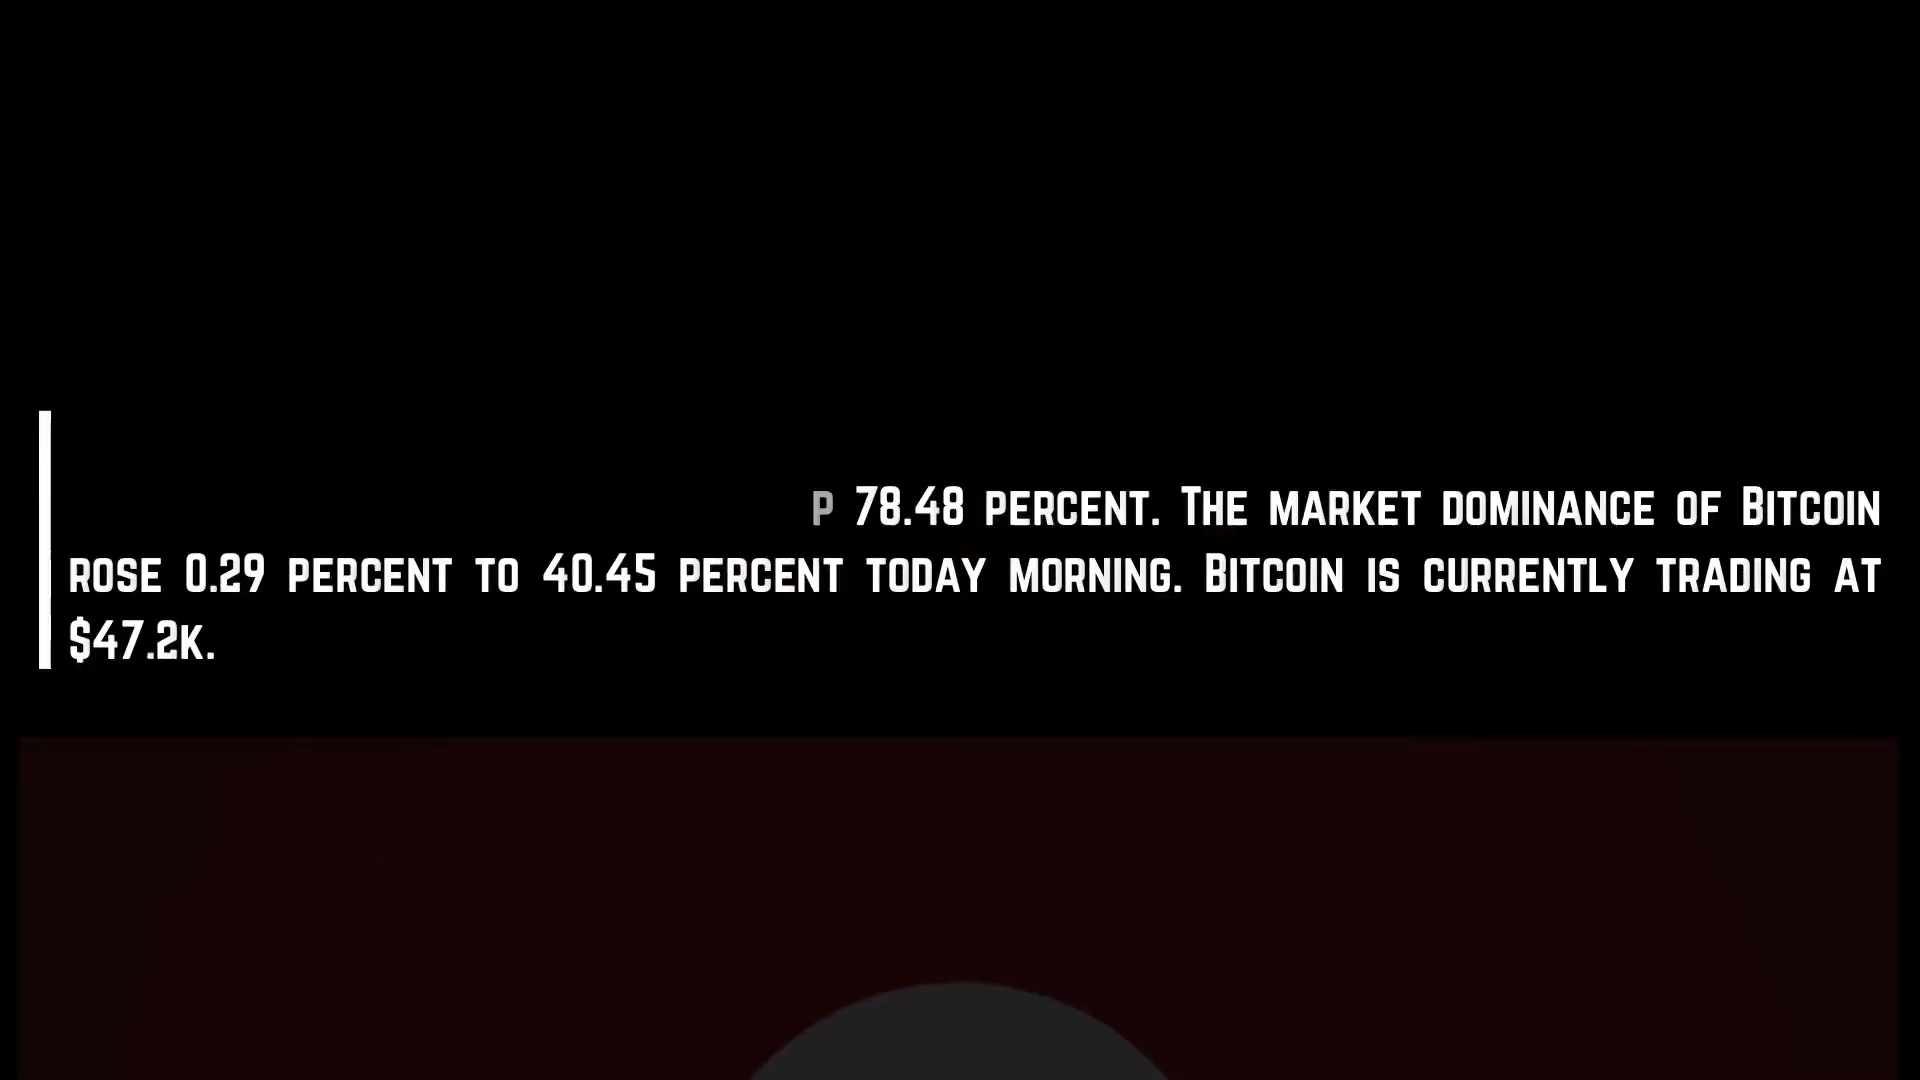 P 78.48 PERCENT. THE MARKET DOMINANCE OF BITCOIN
ROSE 0.29 PERCENT TO 40.45 PERCENT TODAY MORNING. BITCOIN IS CURRENTLY TRADING AT
$47.2K.